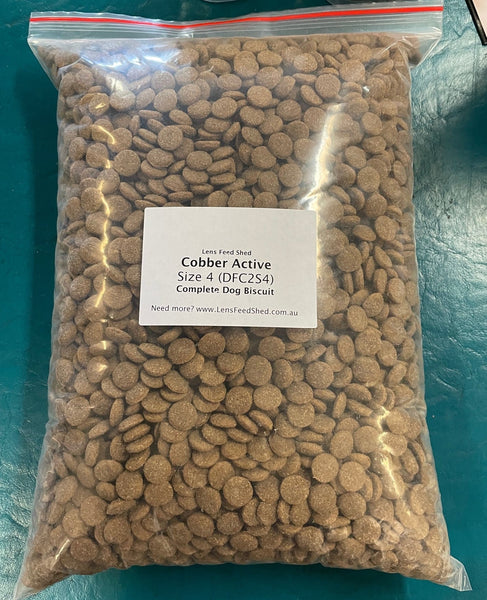 Lens Feed Shed
Cobber Active
Size 4 (DFC2S4)
Complete Dog Biscuit
Need more? www.LensFeedShed.com.au